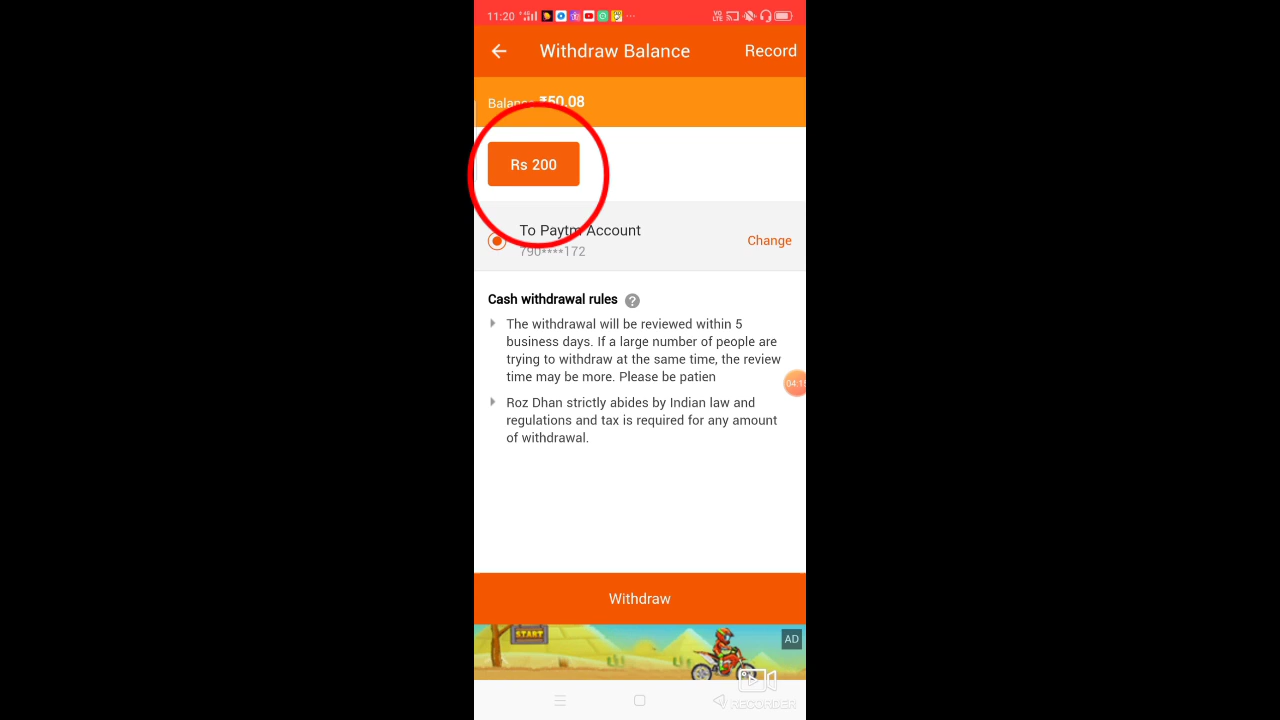 11:20
Withdraw Balance Record
Balance ₹50.08
Rs 200
To Paytm Account
790****172
Change
Cash withdrawal rules ?
The withdrawal will be reviewed within 5
business days. If a large number of people are
trying to withdraw at the same time, the review
time may be more. Please be patien
Roz Dhan strictly abides by Indian law and
regulations and tax is required for any amount
of withdrawal.
Withdraw
START
AD
RECORDER